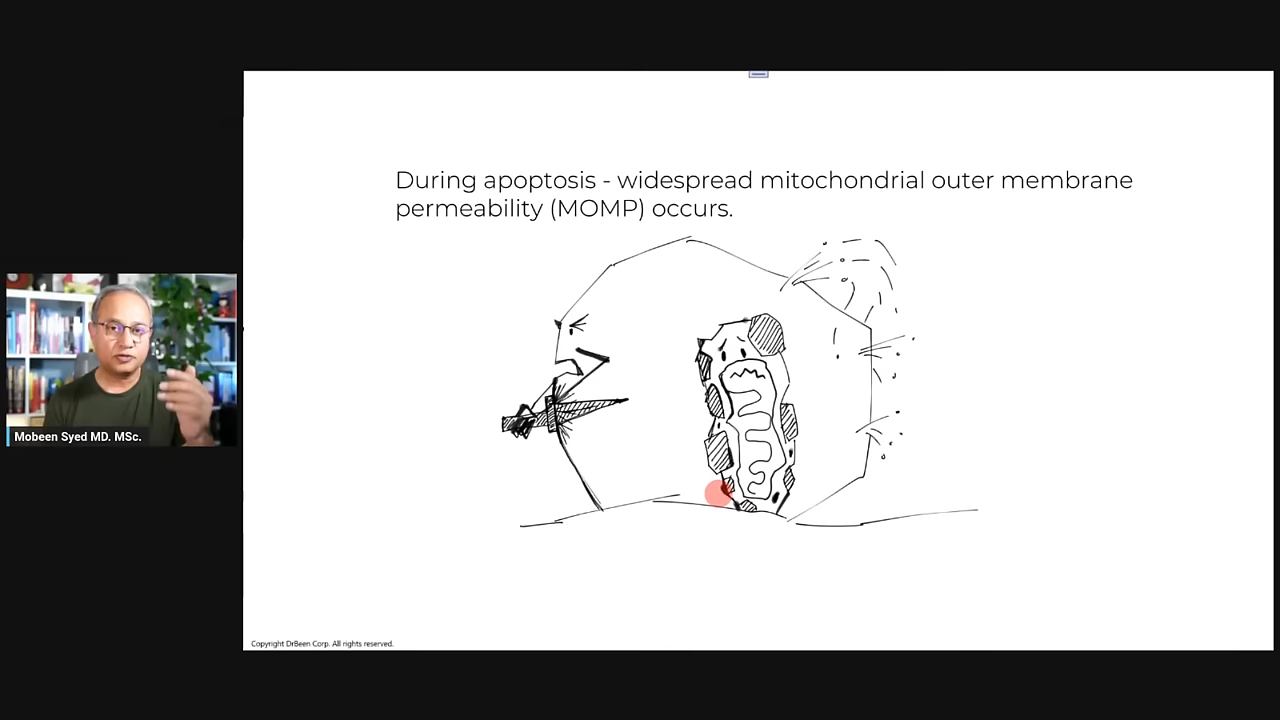 During apoptosis - widespread mitochondrial outer membrane
permeability (MOMP) occurs.
Mobeen Syed MD. MSc.
Copyright DrBeen Corp. All rights reserved.